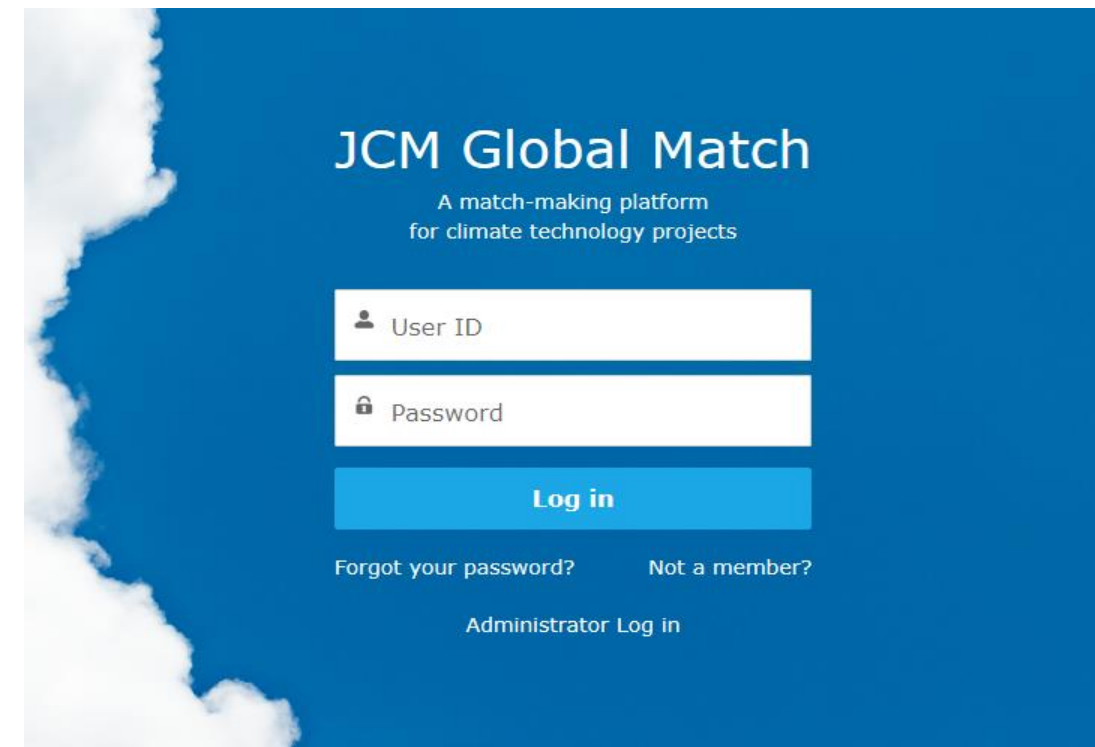 JCM Global Match
A match-making platform
for climate technology projects
User ID
Password
Log in
Forgot your password? Not a member?
Administrator Log in